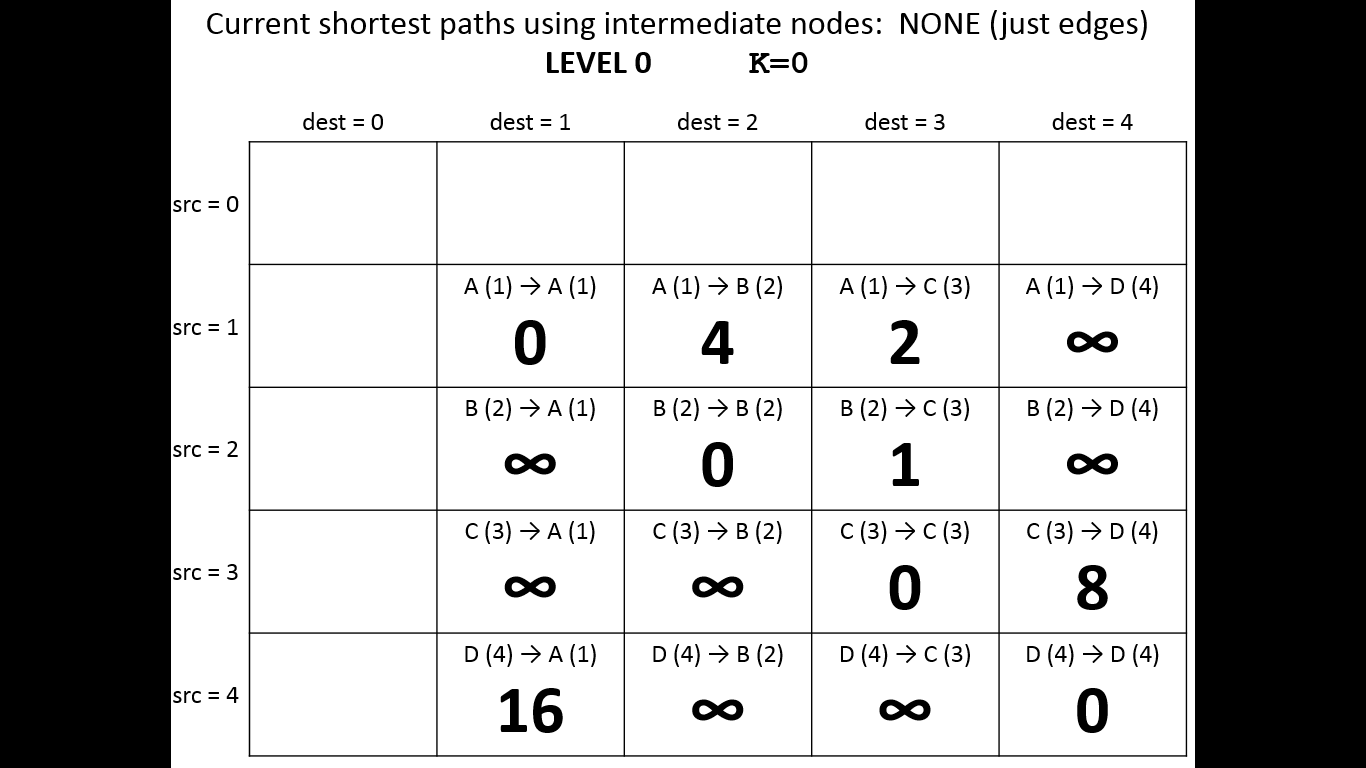 Current shortest paths using intermediate nodes:  NONE (just edges)
LEVEL 0 K=0
dest = 0 dest = 1 dest = 2 dest = 3 dest = 4
src = 0
A (1) → A (1) A (1) → B (2) A (1) → C (3) A (1) → D (4)
src = 1 0 4 2 ∞
B (2) → A (1) B (2) → B (2) B (2) → C (3) B (2) → D (4)
src = 2 ∞ 0 1 ∞
C (3) → A (1) C (3) → B (2) C (3) → C (3) C (3) → D (4)
src = 3 ∞ ∞ 0 8
D (4) → A (1) D (4) → B (2) D (4) → C (3) D (4) → D (4)
src = 4 16 ∞ ∞ 0